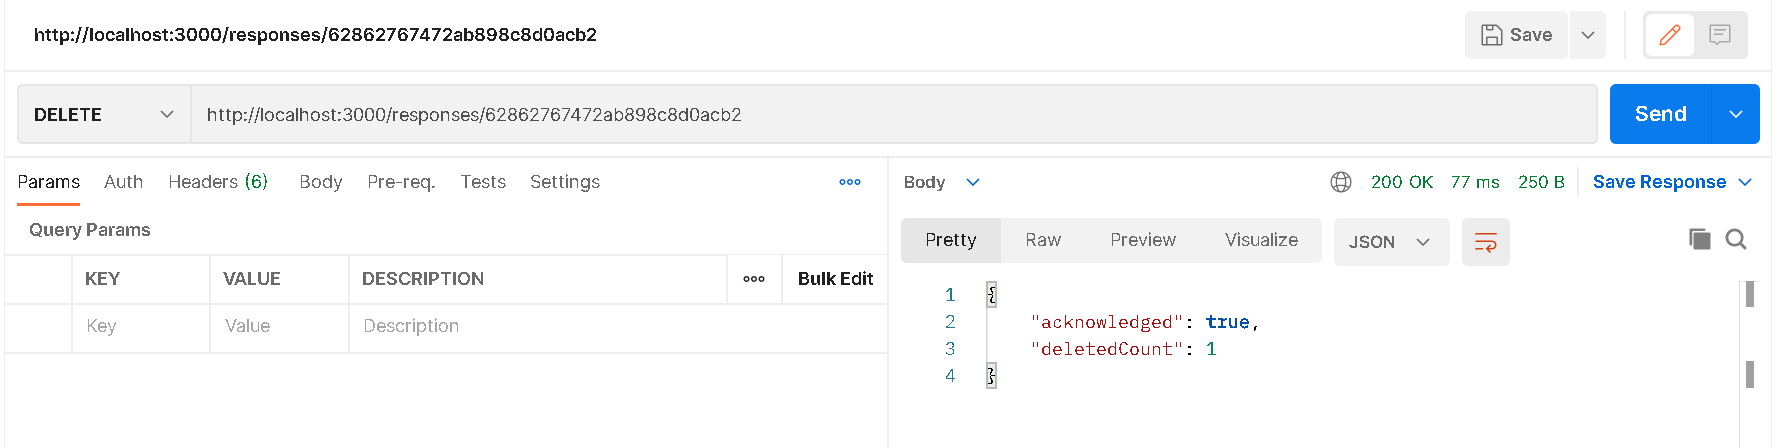 http://localhost:3000/responses/62862767472ab898c8d0acb2
Save
DELETE
http://localhost:3000/responses/62862767472ab898c8d0acb2
Send
Params Auth Headers (6) Body Pre-req. Tests Settings
Query Params
KEY VALUE DESCRIPTION Bulk Edit
Key Value Description
Body 200 OK 77 ms 250 B Save Response
Pretty Raw Preview Visualize JSON
1 {
2 "acknowledged": true,
3 "deletedCount": 1
4 }